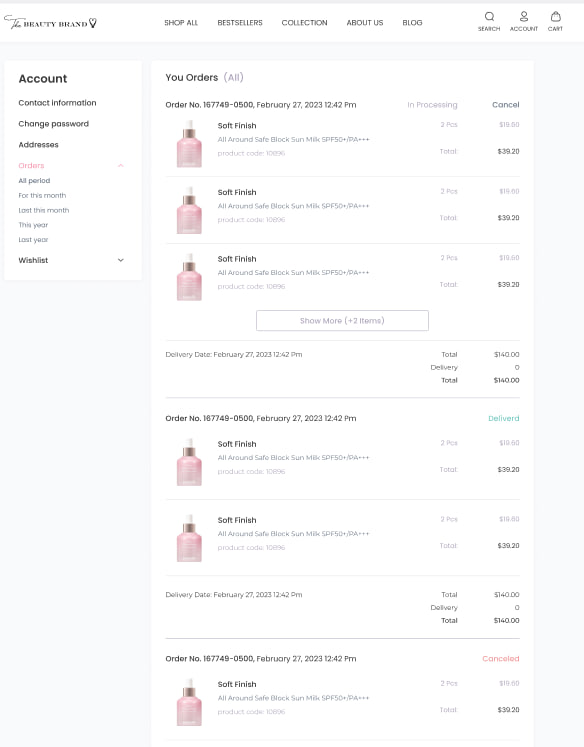 The BEAUTY BRAND
SHOP ALL
BESTSELLERS
COLLECTION
ABOUT US
BLOG
SEARCH
ACCOUNT
CART
Account
Contact information
Change password
Addresses
Orders
All period
For this month
Last this month
This year
Last year
Wishlist
You Orders (All)
Order No. 167749-0500, February 27, 2023 12:42 Pm In Processing Cancel
Soft Finish 2 Pcs $19.60
All Around Safe Block Sun Milk SPF50+/PA+++
product code: 10896 Total: $39.20
Soft Finish 2 Pcs $19.60
All Around Safe Block Sun Milk SPF50+/PA+++
product code: 10896 Total: $39.20
Soft Finish 2 Pcs $19.60
All Around Safe Block Sun Milk SPF50+/PA+++
product code: 10896 Total: $39.20
Show More (+2 Items)
Delivery Date: February 27, 2023 12:42 Pm Total $140.00
Delivery 0
Total $140.00
Order No. 167749-0500, February 27, 2023 12:42 Pm Deliverd
Soft Finish 2 Pcs $19.60
All Around Safe Block Sun Milk SPF50+/PA+++
product code: 10896 Total: $39.20
Soft Finish 2 Pcs $19.60
All Around Safe Block Sun Milk SPF50+/PA+++
product code: 10896 Total: $39.20
Delivery Date: February 27, 2023 12:42 Pm Total $140.00
Delivery 0
Total $140.00
Order No. 167749-0500, February 27, 2023 12:42 Pm Canceled
Soft Finish 2 Pcs $19.60
All Around Safe Block Sun Milk SPF50+/PA+++
product code: 10896 Total: $39.20